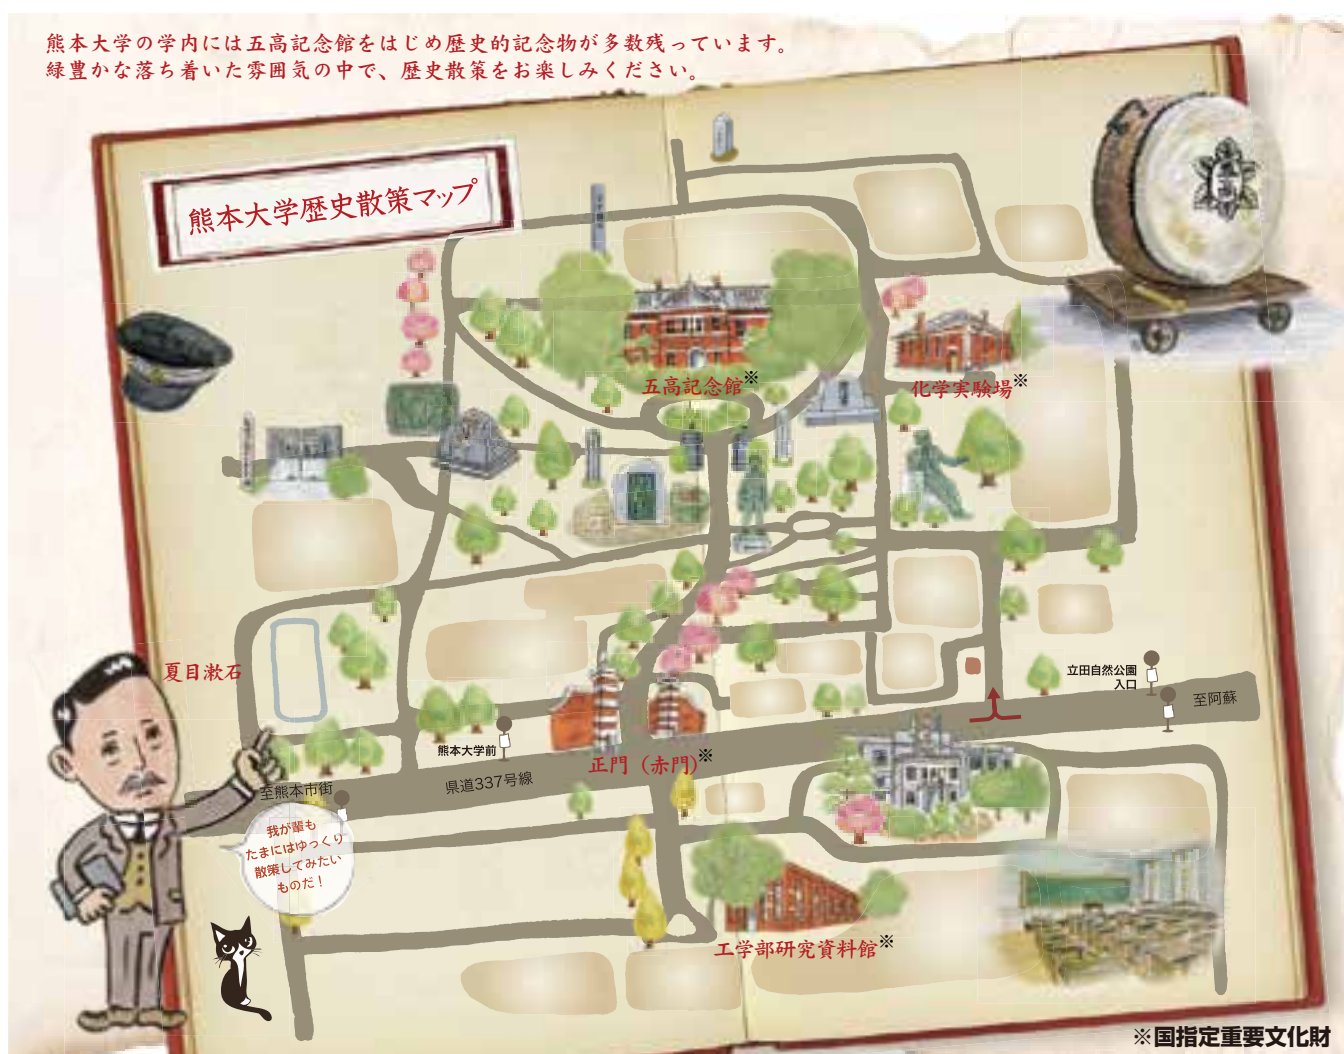 熊本大学の学内には五高記念館をはじめ歴史的記念物が多数残っています。
緑豊かな落ち着いた雰囲気の中で、歴史散策をお楽しみください。
熊本大学歴史散策マップ
五高記念館※
化学実験場※
夏目漱石
立田自然公園
入口
至阿蘇
熊本大学前
正門（赤門）※
県道337号線
至熊本市街
我が輩も
たまにはゆっくり
散策してみたい
ものだ！
工学部研究資料館※
※国指定重要文化財